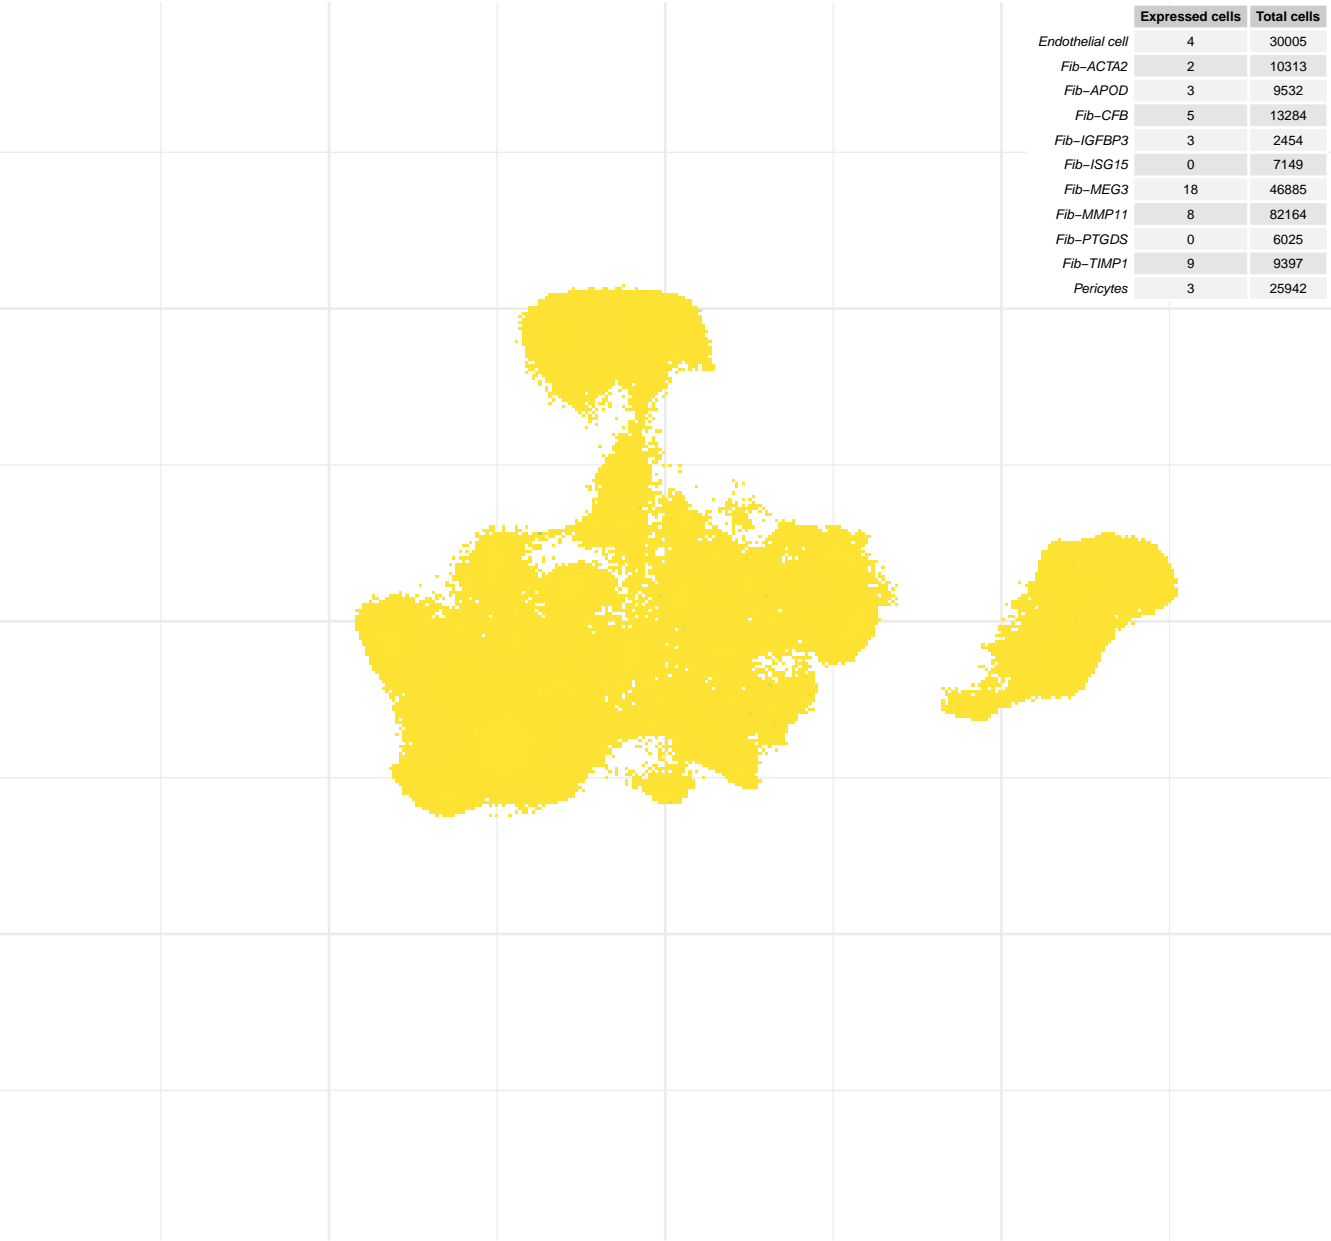 Expressed cells Total cells
Endothelial cell 4 30005
Fib−ACTA2 2 10313
Fib−APOD 3 9532
Fib−CFB 5 13284
Fib−IGFBP3 3 2454
Fib−ISG15 0 7149
Fib−MEG3 18 46885
Fib−MMP11 8 82164
Fib−PTGDS 0 6025
Fib−TIMP1 9 9397
Pericytes 3 25942